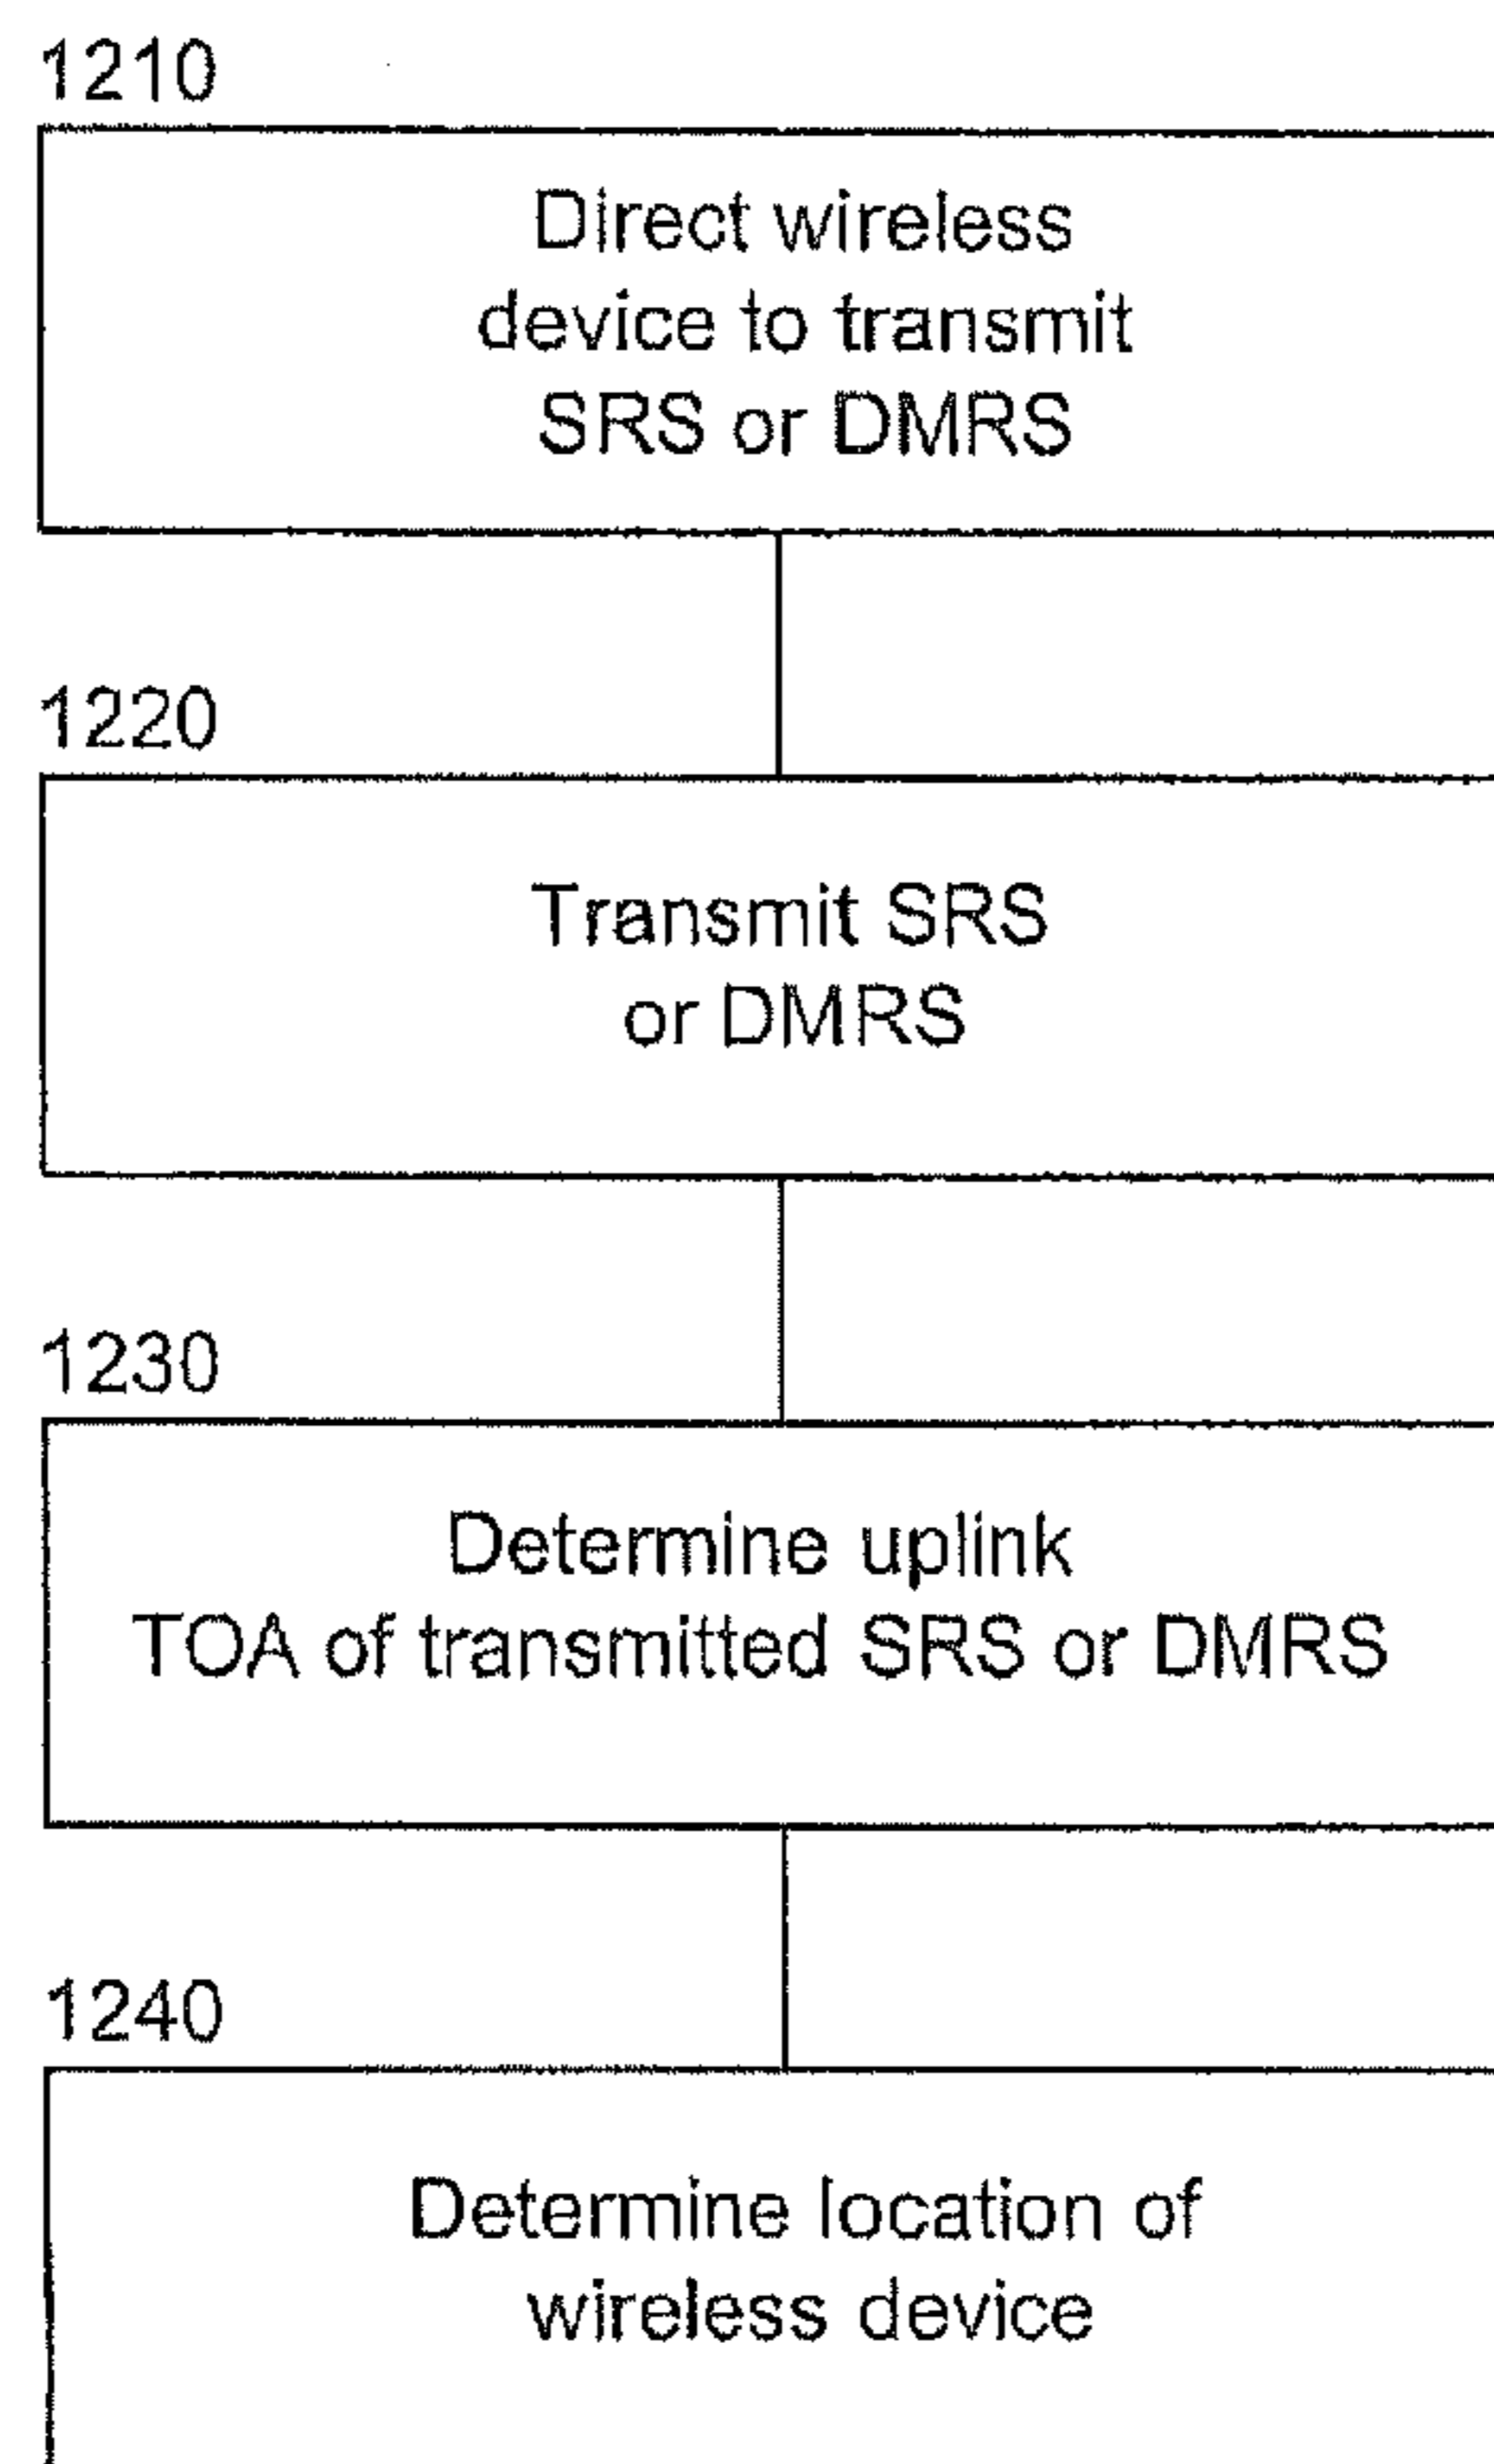 1210
Direct wireless
device to transmit
SRS or DMRS
1220
Transmit SRS
or DMRS
1230
Determine uplink
TOA of transmitted SRS or DMRS
1240
Determine location of
wireless device